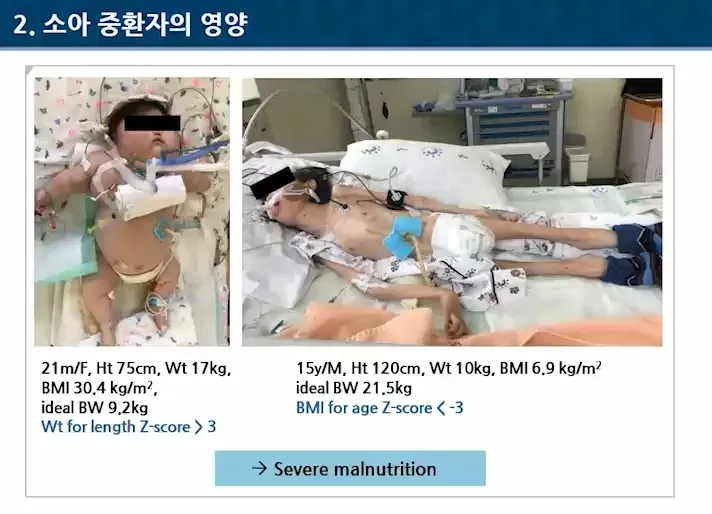 2. 소아 중환자의 영양
21m/F, Ht 75cm, Wt 17kg,
BMI 30.4 kg/m²,
ideal BW 9.2kg
Wt for length Z-score > 3
15y/M, Ht 120cm, Wt 10kg, BMI 6.9 kg/m²
ideal BW 21.5kg
BMI for age Z-score < -3
→ Severe malnutrition